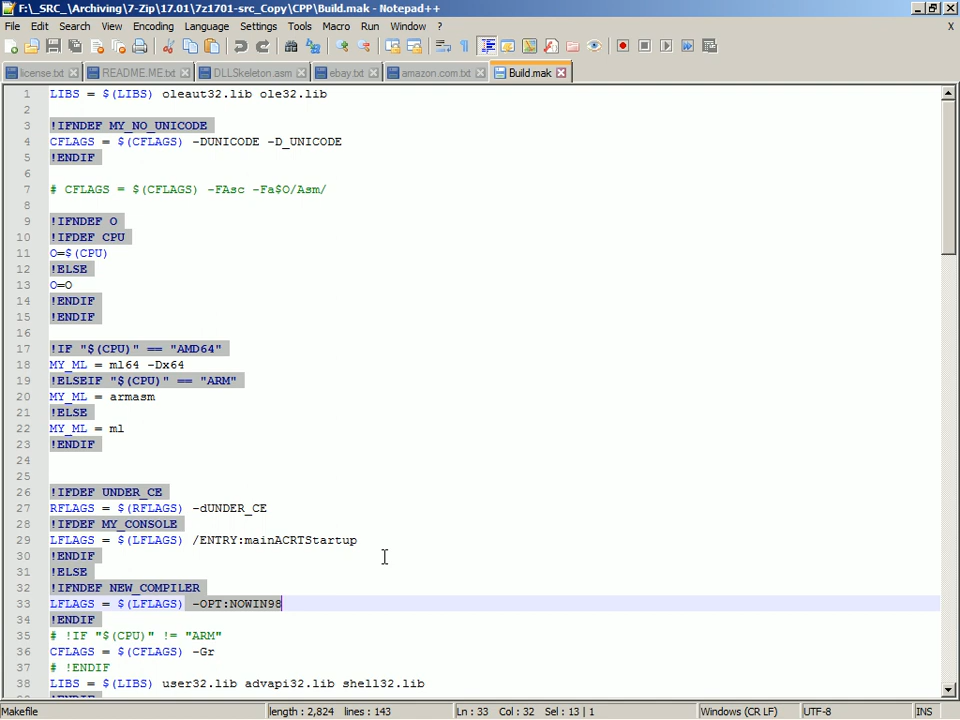 F:\_SRC_\Archiving\7-Zip\17.01\7z1701-src_Copy\CPP\Build.mak - Notepad++
File Edit Search View Encoding Language Settings Tools Macro Run Window ? X
license.txt README.ME.txt DLLSkeleton.asm ebay.txt amazon.com.txt Build.mak
1 LIBS = $(LIBS) oleaut32.lib ole32.lib
2
3 !IFNDEF MY_NO_UNICODE
4 CFLAGS = $(CFLAGS) -DUNICODE -D_UNICODE
5 !ENDIF
6
7 # CFLAGS = $(CFLAGS) -FAsc -Fa$O/Asm/
8
9 !IFNDEF O
10 !IFDEF CPU
11 O=$(CPU)
12 !ELSE
13 O=O
14 !ENDIF
15 !ENDIF
16
17 !IF "$(CPU)" == "AMD64"
18 MY_ML = ml64 -Dx64
19 !ELSEIF "$(CPU)" == "ARM"
20 MY_ML = armasm
21 !ELSE
22 MY_ML = ml
23 !ENDIF
24
25
26 !IFDEF UNDER_CE
27 RFLAGS = $(RFLAGS) -dUNDER_CE
28 !IFDEF MY_CONSOLE
29 LFLAGS = $(LFLAGS) /ENTRY:mainACRTStartup
30 !ENDIF
31 !ELSE
32 !IFNDEF NEW_COMPILER
33 LFLAGS = $(LFLAGS) -OPT:NOWIN98
34 !ENDIF
35 # !IF "$(CPU)" != "ARM"
36 CFLAGS = $(CFLAGS) -Gr
37 # !ENDIF
38 LIBS = $(LIBS) user32.lib advapi32.lib shell32.lib
!ENDIF
Makefile length : 2,824 lines : 143 Ln : 33 Col : 32 Sel : 13 | 1 Windows (CR LF) UTF-8 INS